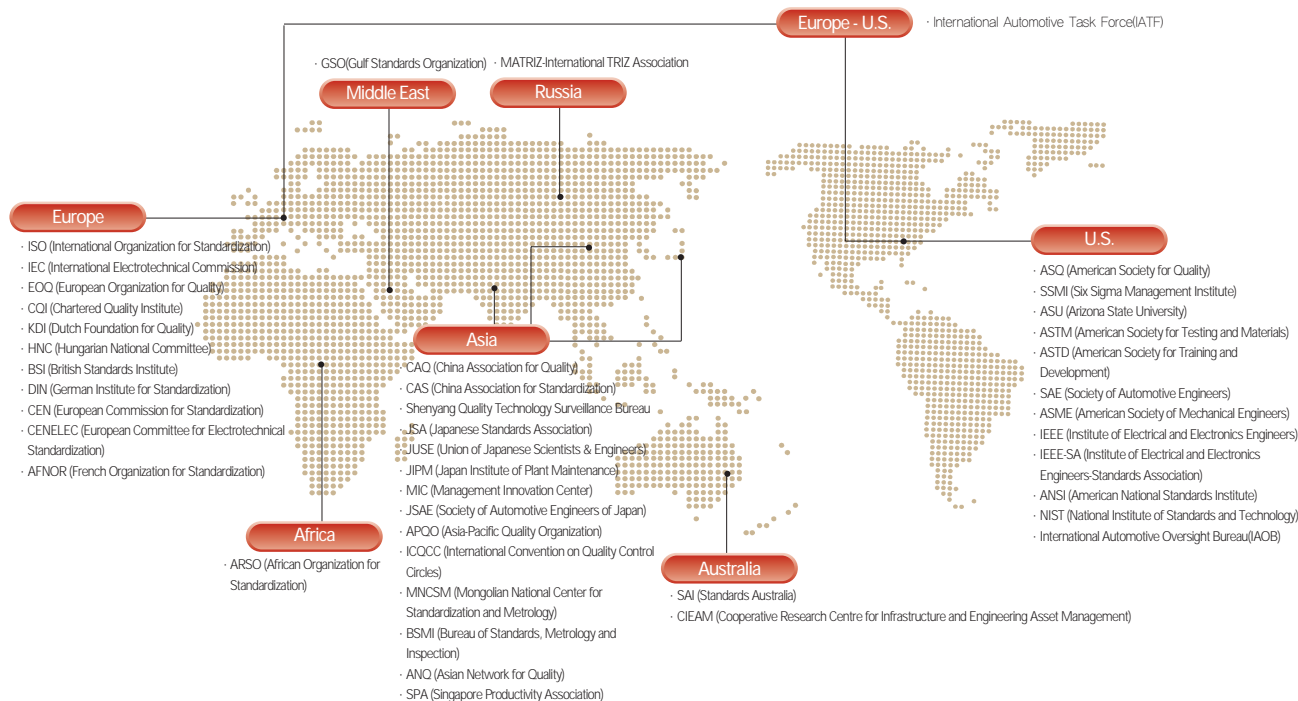 Europe - U.S.
· International Automotive Task Force(IATF)
· GSO(Gulf Standards Organization)
· MATRIZ-International TRIZ Association
Middle East
Russia
Europe
· ISO (International Organization for Standardization)
· IEC (International Electrotechnical Commission)
· EOQ (European Organization for Quality)
· CQI (Chartered Quality Institute)
· KDI (Dutch Foundation for Quality)
· HNC (Hungarian National Committee)
· BSI (British Standards Institute)
· DIN (German Institute for Standardization)
· CEN (European Commission for Standardization)
· CENELEC (European Committee for Electrotechnical
Standardization)
· AFNOR (French Organization for Standardization)
U.S.
· ASQ (American Society for Quality)
· SSMI (Six Sigma Management Institute)
· ASU (Arizona State University)
· ASTM (American Society for Testing and Materials)
· ASTD (American Society for Training and
Development)
· SAE (Society of Automotive Engineers)
· ASME (American Society of Mechanical Engineers)
· IEEE (Institute of Electrical and Electronics Engineers)
· IEEE-SA (Institute of Electrical and Electronics
Engineers-Standards Association)
· ANSI (American National Standards Institute)
· NIST (National Institute of Standards and Technology)
· International Automotive Oversight Bureau(IAOB)
Asia
· CAQ (China Association for Quality)
· CAS (China Association for Standardization)
· Shenyang Quality Technology Surveillance Bureau
· JSA (Japanese Standards Association)
· JUSE (Union of Japanese Scientists & Engineers)
· JIPM (Japan Institute of Plant Maintenance)
· MIC (Management Innovation Center)
· JSAE (Society of Automotive Engineers of Japan)
· APQO (Asia-Pacific Quality Organization)
· ICQCC (International Convention on Quality Control
Circles)
· MNCSM (Mongolian National Center for
Standardization and Metrology)
· BSMI (Bureau of Standards, Metrology and
Inspection)
· ANQ (Asian Network for Quality)
· SPA (Singapore Productivity Association)
Africa
· ARSO (African Organization for
Standardization)
Australia
· SAI (Standards Australia)
· CIEAM (Cooperative Research Centre for Infrastructure and Engineering Asset Management)